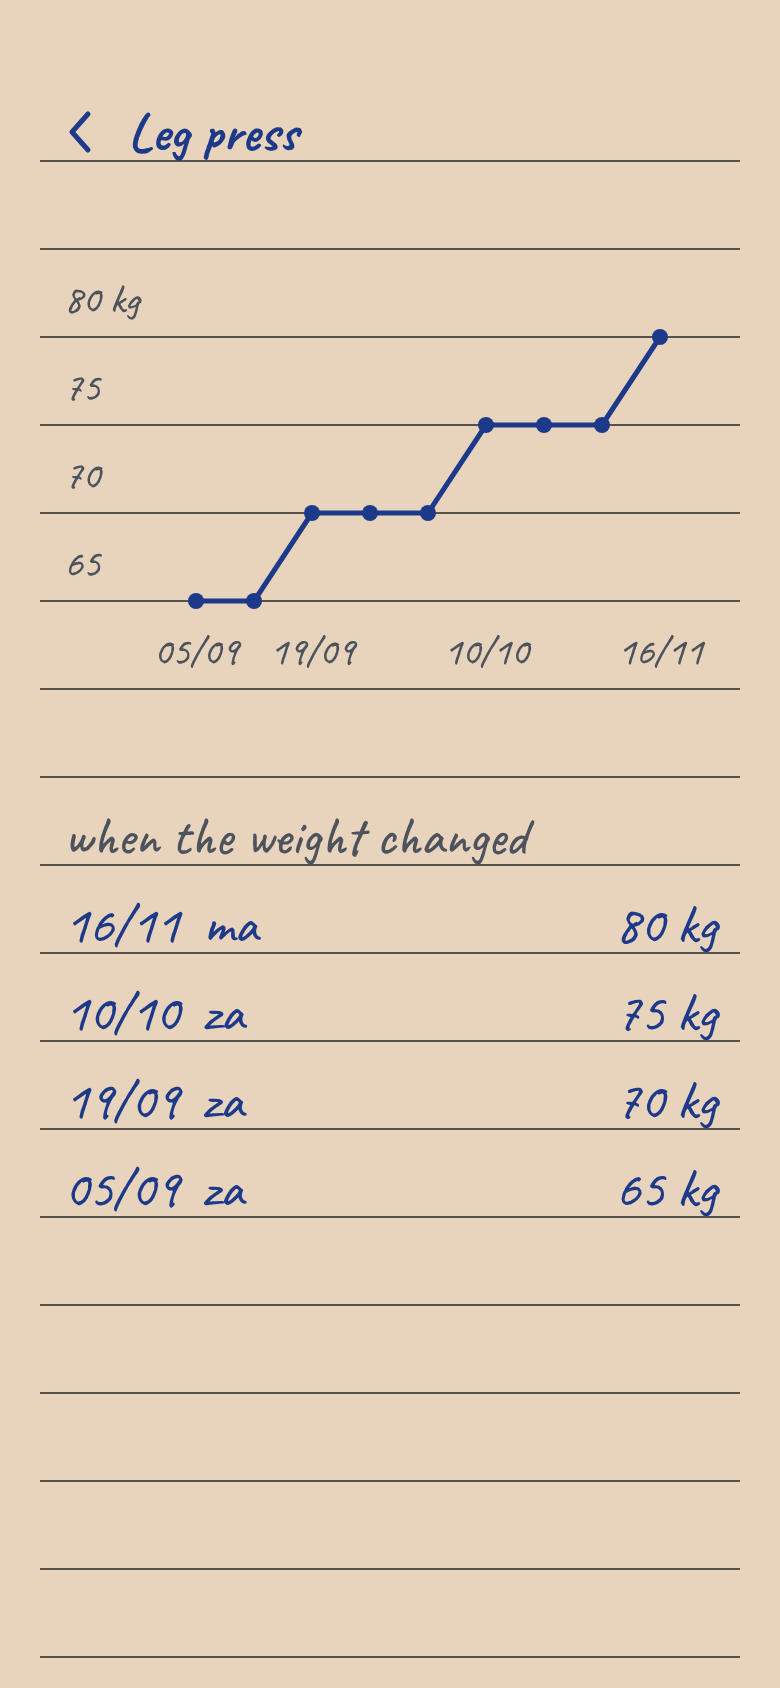 Leg press
80 kg
75
70
65
05/09 19/09 10/10 16/11
when the weight changed
16/11 ma 80 kg
10/10 za 75 kg
19/09 za 70 kg
05/09 za 65 kg